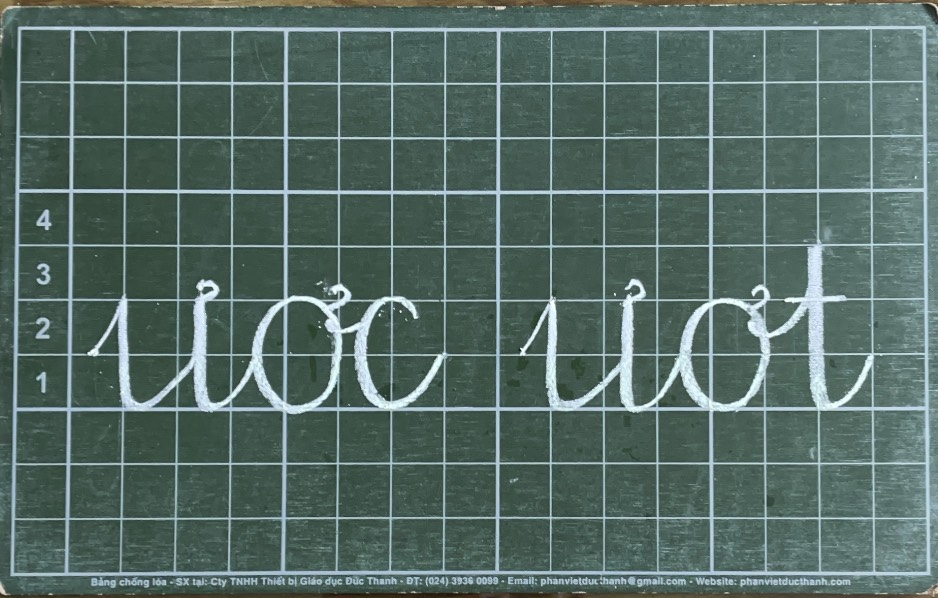 4
3
2
1
ươc ươt
Bảng chống lóa - SX tại: Cty TNHH Thiết bị Giáo dục Đức Thanh - ĐT: (024) 3936 0099 - Email: phanvietducthanh@gmail.com - Website: phanvietducthanh.com